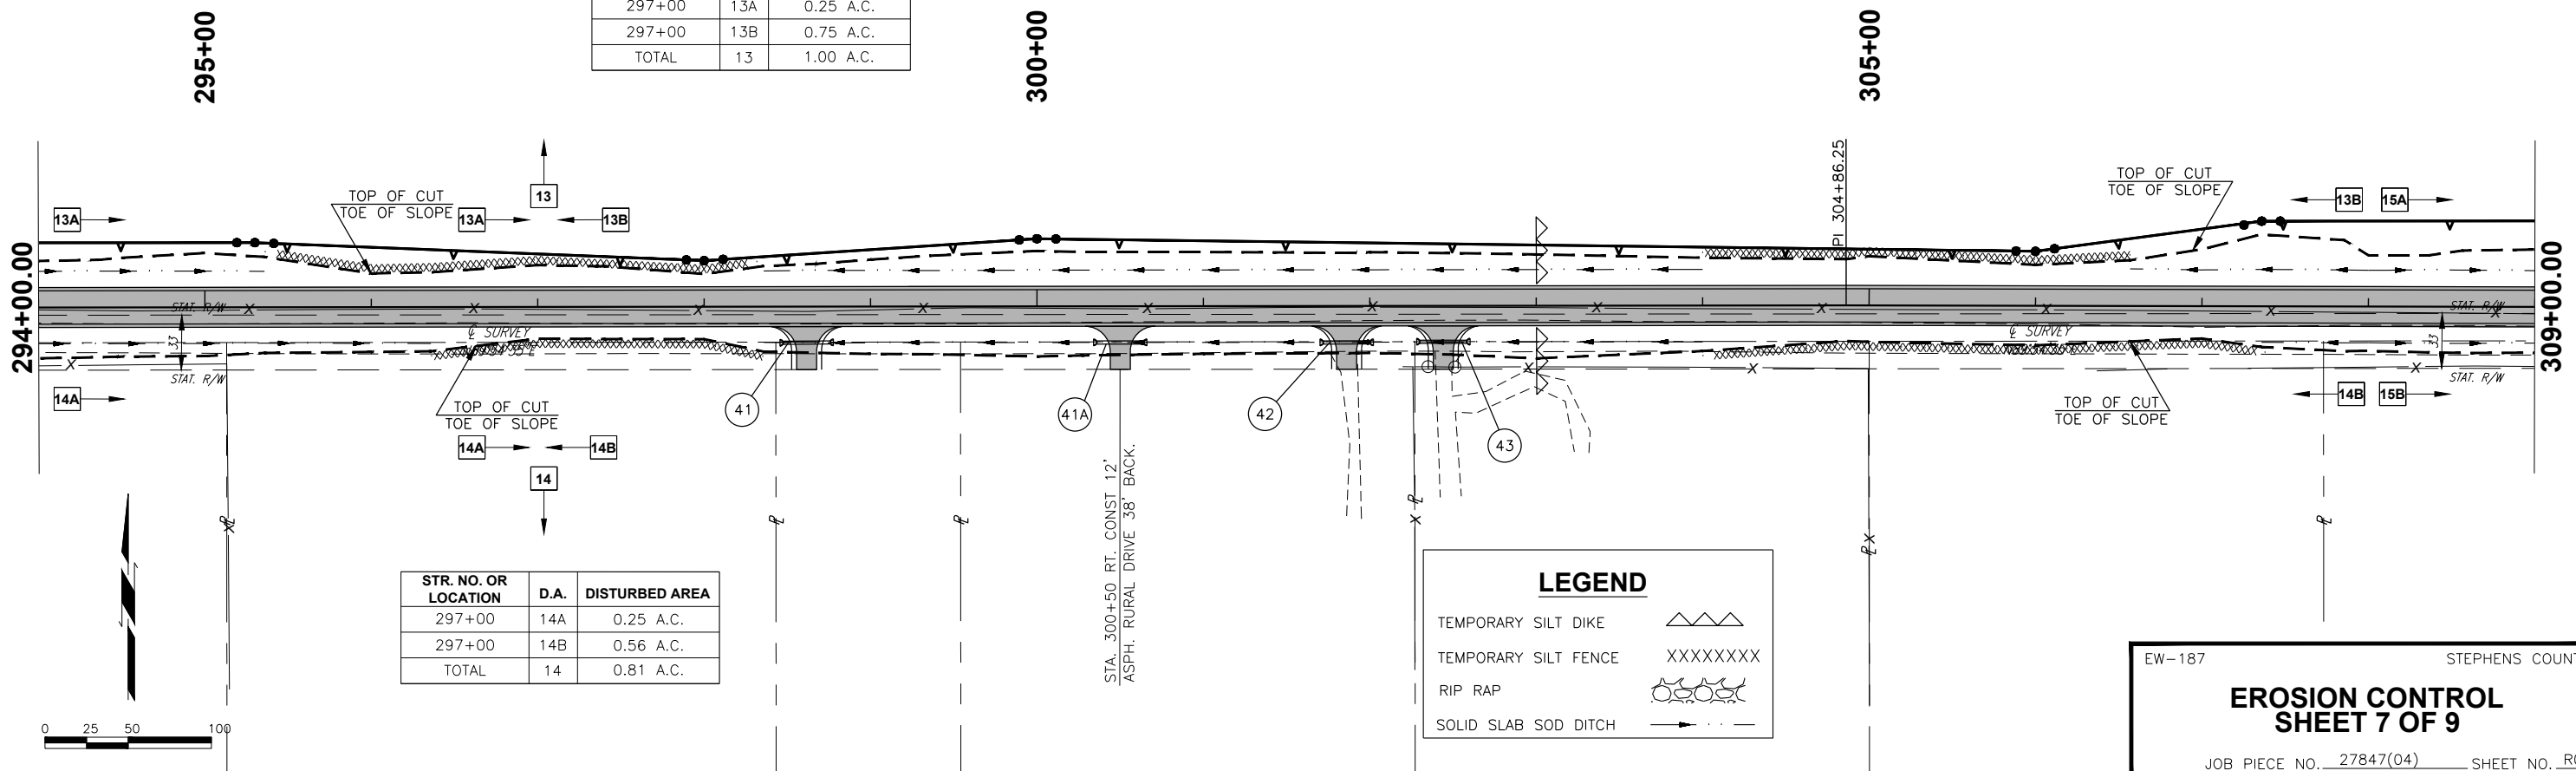 297+00 13A 0.25 A.C.
297+00 13B 0.75 A.C.
TOTAL 13 1.00 A.C.
295+00
300+00
305+00
PI 304+86.25
TOP OF CUT
TOE OF SLOPE
TOP OF CUT
TOE OF SLOPE
13
13A
13A
13B
13B
15A
294+00.00
309+00.00
STAT. R/W
STAT. R/W
33
℄ SURVEY
℄ SURVEY
33
STAT. R/W
STAT. R/W
14A
14B
15B
TOP OF CUT
TOE OF SLOPE
TOP OF CUT
TOE OF SLOPE
41
41A
42
43
14A
14B
14
STA. 300+50 RT. CONST 12'
ASPH. RURAL DRIVE 38' BACK.
STR. NO. OR
LOCATION
D.A.
DISTURBED AREA
297+00 14A 0.25 A.C.
297+00 14B 0.56 A.C.
TOTAL 14 0.81 A.C.
LEGEND
TEMPORARY SILT DIKE
TEMPORARY SILT FENCE XXXXXXXX
RIP RAP
SOLID SLAB SOD DITCH
0 25 50 100
EW-187
STEPHENS COUNT
EROSION CONTROL
SHEET 7 OF 9
JOB PIECE NO. 27847(04) SHEET NO.